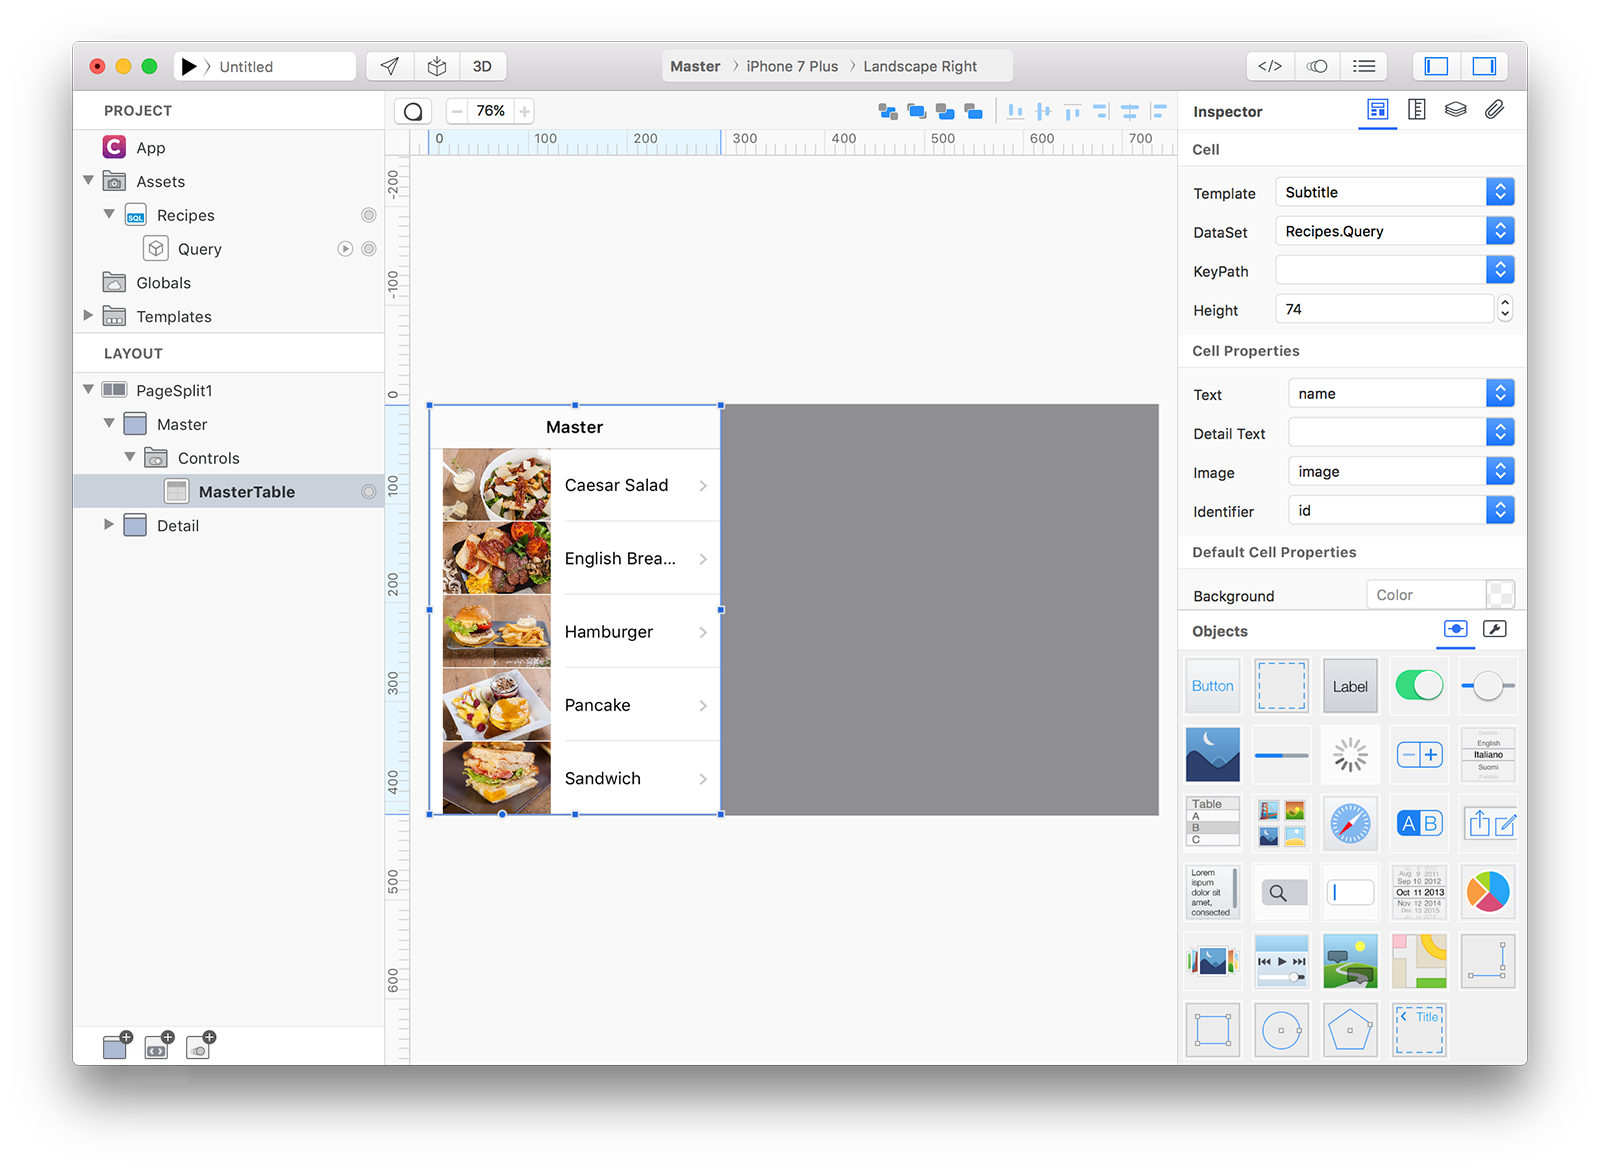 Untitled
3D
Master
iPhone 7 Plus
Landscape Right
</>
PROJECT
App
Assets
SQL
Recipes
Query
Globals
Templates
LAYOUT
PageSplit1
Master
Controls
MasterTable
Detail
76%
0
100
200
300
400
500
600
700
-200
-100
0
100
200
300
400
500
600
Master
Caesar Salad
English Brea...
Hamburger
Pancake
Sandwich
Inspector
Cell
Template
Subtitle
DataSet
Recipes.Query
KeyPath
Height
74
Cell Properties
Text
name
Detail Text
Image
image
Identifier
id
Default Cell Properties
Background
Color
Objects
Button
Label
English
Italiano
Suomi
Français
Table
A
B
C
A B
Lorem
ispum
dolor sit
amet,
consected
Aug 9 2011
Sep 10 2012
Oct 11 2013
Nov 12 2014
Dec 13 2015
Title